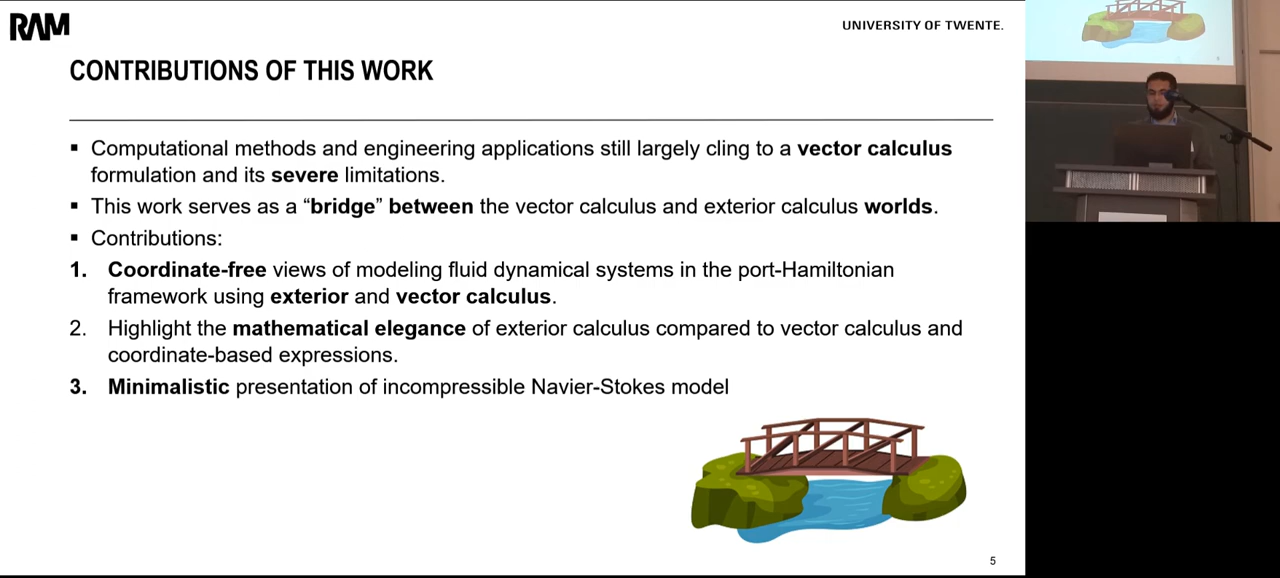 RAM
UNIVERSITY OF TWENTE.
CONTRIBUTIONS OF THIS WORK
▪ Computational methods and engineering applications still largely cling to a vector calculus
formulation and its severe limitations.
▪ This work serves as a “bridge” between the vector calculus and exterior calculus worlds.
▪ Contributions:
1. Coordinate-free views of modeling fluid dynamical systems in the port-Hamiltonian
framework using exterior and vector calculus.
2. Highlight the mathematical elegance of exterior calculus compared to vector calculus and
coordinate-based expressions.
3. Minimalistic presentation of incompressible Navier-Stokes model
5